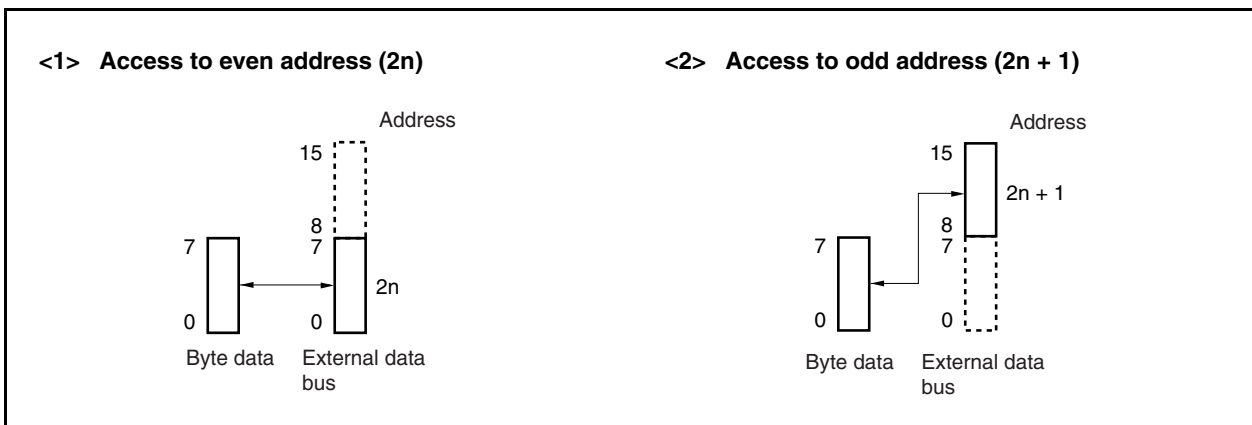 <1> Access to even address (2n)
Address
15
8
7
7
2n
0
0
Byte data
External data
bus
<2> Access to odd address (2n + 1)
Address
15
2n + 1
8
7
7
0
0
Byte data
External data
bus